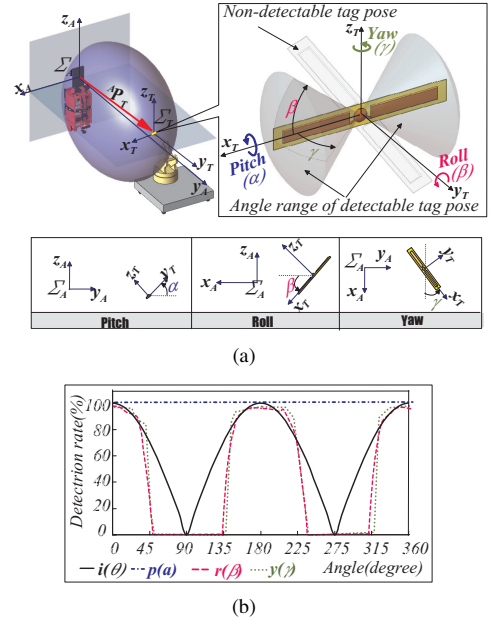 Non-detectable tag pose
z_A
z_T
Yaw
(γ)
Σ_A
x_A
^A P_T
z_T
Σ_T
β
x_T
x_T
γ
Pitch
(α)
Roll
(β)
y_T
y_A
y_T
Angle range of detectable tag pose
z_A
Σ_A
y_A
z_T
y_T
α
z_A
x_A
Σ_A
z_T
β
x_T
Σ_A
y_A
x_A
y_T
x_T
γ
Pitch Roll Yaw
(a)
Detectrion rate(%)
100
80
60
40
20
0
0 45 90 135 180 225 275 315 360
i(θ) p(a) r(β) y(γ) Angle(degree)
(b)